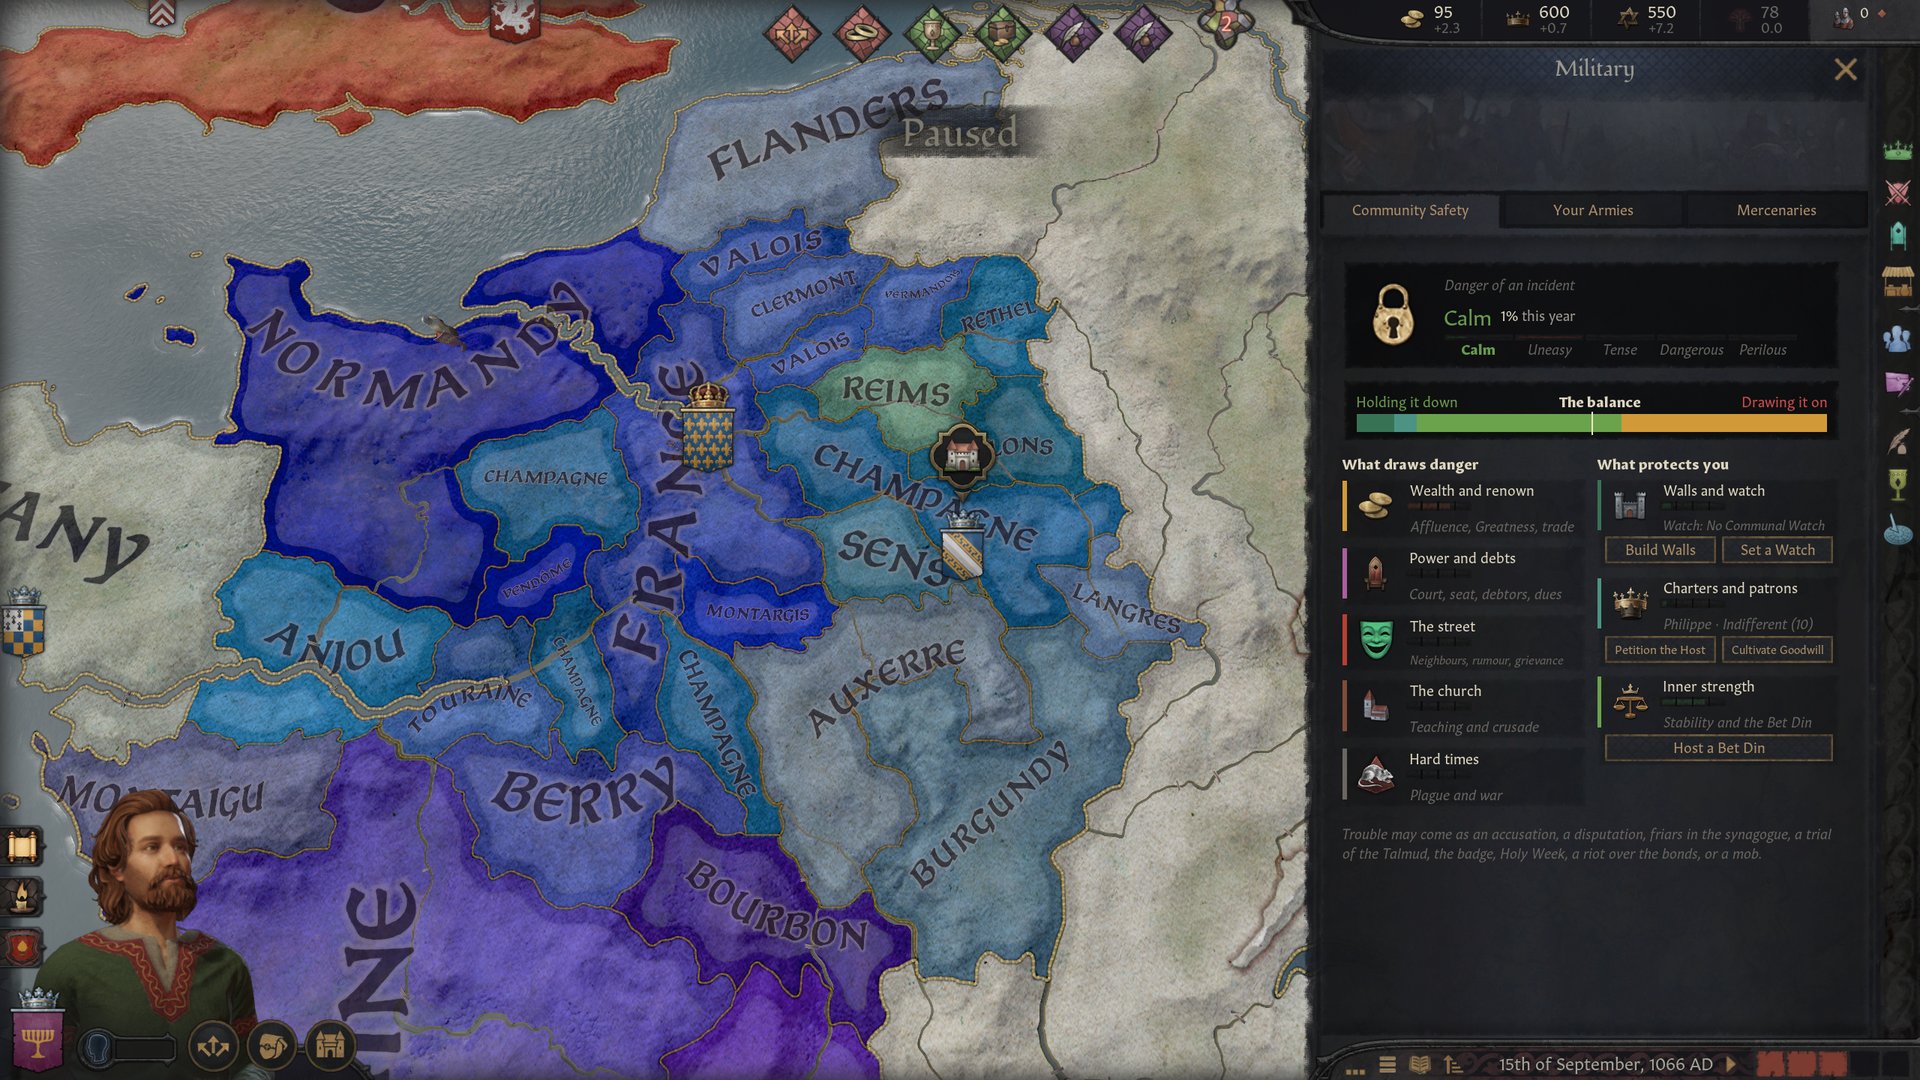 95
+2.3
600
+0.7
550
+7.2
78
0.0
0
2
Military
Paused
Community Safety
Your Armies
Mercenaries
Danger of an incident
Calm 1% this year
Calm Uneasy Tense Dangerous Perilous
Holding it down
The balance
Drawing it on
What draws danger
Wealth and renown
Affluence, Greatness, trade
Power and debts
Court, seat, debtors, dues
The street
Neighbours, rumour, grievance
The church
Teaching and crusade
Hard times
Plague and war
What protects you
Walls and watch
Watch: No Communal Watch
Build Walls
Set a Watch
Charters and patrons
Philippe · Indifferent (10)
Petition the Host
Cultivate Goodwill
Inner strength
Stability and the Bet Din
Host a Bet Din
Trouble may come as an accusation, a disputation, friars in the synagogue, a trial
of the Talmud, the badge, Holy Week, a riot over the bonds, or a mob.
15th of September, 1066 AD
FLANDERS
VALOIS
CLERMONT
VERMANDOIS
RETHEL
VALOIS
NORMANDY
REIMS
LONS
CHAMPAGNE
CHAMPAGNE
FRANCE
SENS
ANY
VENDÔME
MONTARGIS
LANGRES
ANJOU
CHAMPAGNE
AUXERRE
TOURAINE
CHAMPAGNE
BERRY
MONTAIGU
BURGUNDY
BOURBON
INE